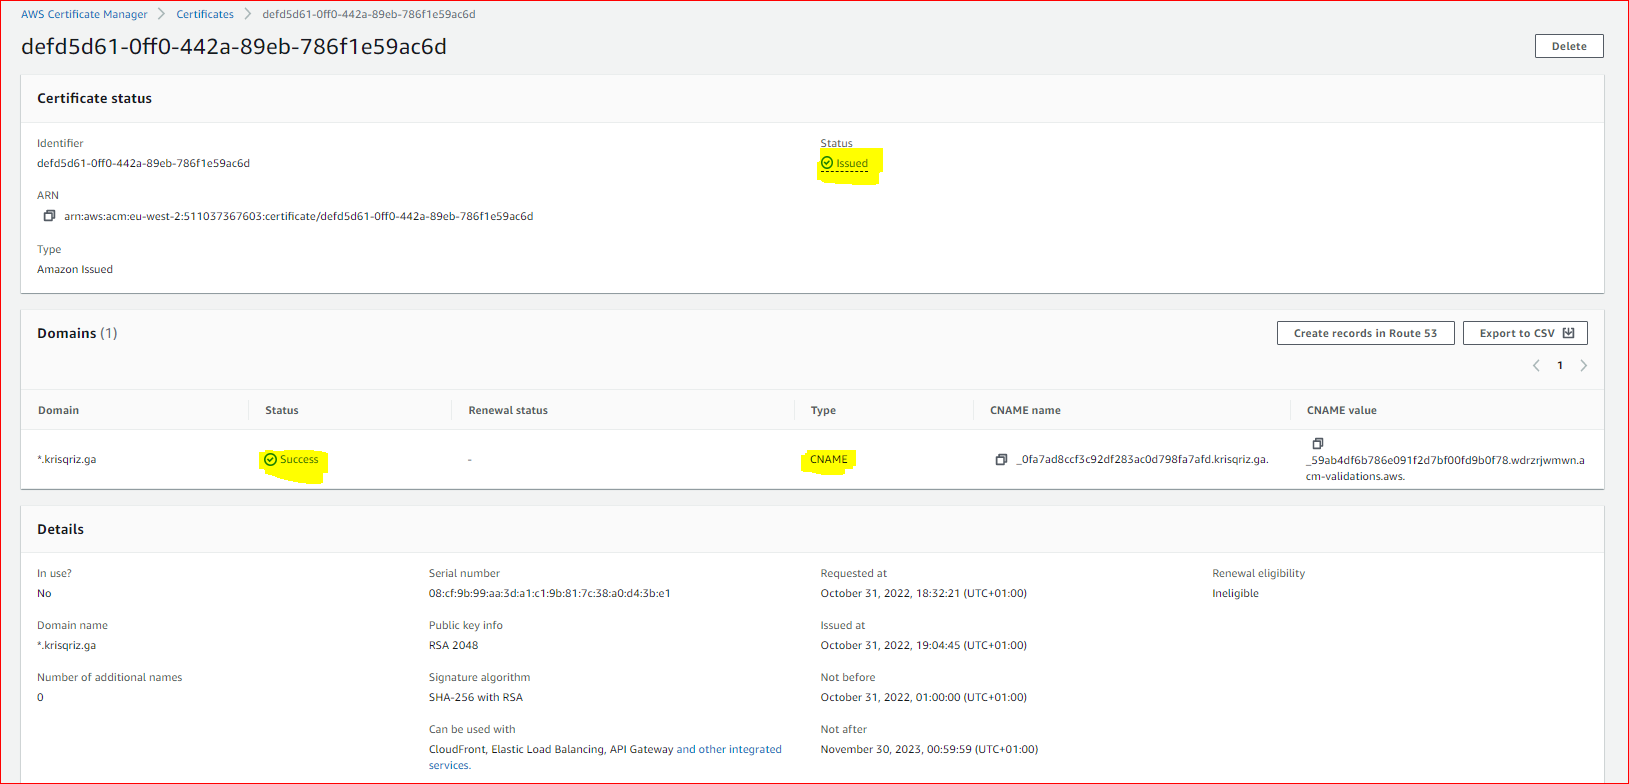 AWS Certificate Manager > Certificates > defd5d61-0ff0-442a-89eb-786f1e59ac6d
defd5d61-0ff0-442a-89eb-786f1e59ac6d
Delete
Certificate status
Identifier
defd5d61-0ff0-442a-89eb-786f1e59ac6d
Status
Issued
ARN
arn:aws:acm:eu-west-2:511037367603:certificate/defd5d61-0ff0-442a-89eb-786f1e59ac6d
Type
Amazon Issued
Domains (1)
Create records in Route 53
Export to CSV
1
Domain Status Renewal status Type CNAME name CNAME value
*.krisqriz.ga Success - CNAME _0fa7ad8ccf3c92df283ac0d798fa7afd.krisqriz.ga.
_59ab4df6b786e091f2d7bf00fd9b0f78.wdrzrjwmwn.a
cm-validations.aws.
Details
In use?
No
Domain name
*.krisqriz.ga
Number of additional names
0
Serial number
08:cf:9b:99:aa:3d:a1:c1:9b:81:7c:38:a0:d4:3b:e1
Public key info
RSA 2048
Signature algorithm
SHA-256 with RSA
Can be used with
CloudFront, Elastic Load Balancing, API Gateway and other integrated
services.
Requested at
October 31, 2022, 18:32:21 (UTC+01:00)
Issued at
October 31, 2022, 19:04:45 (UTC+01:00)
Not before
October 31, 2022, 01:00:00 (UTC+01:00)
Not after
November 30, 2023, 00:59:59 (UTC+01:00)
Renewal eligibility
Ineligible